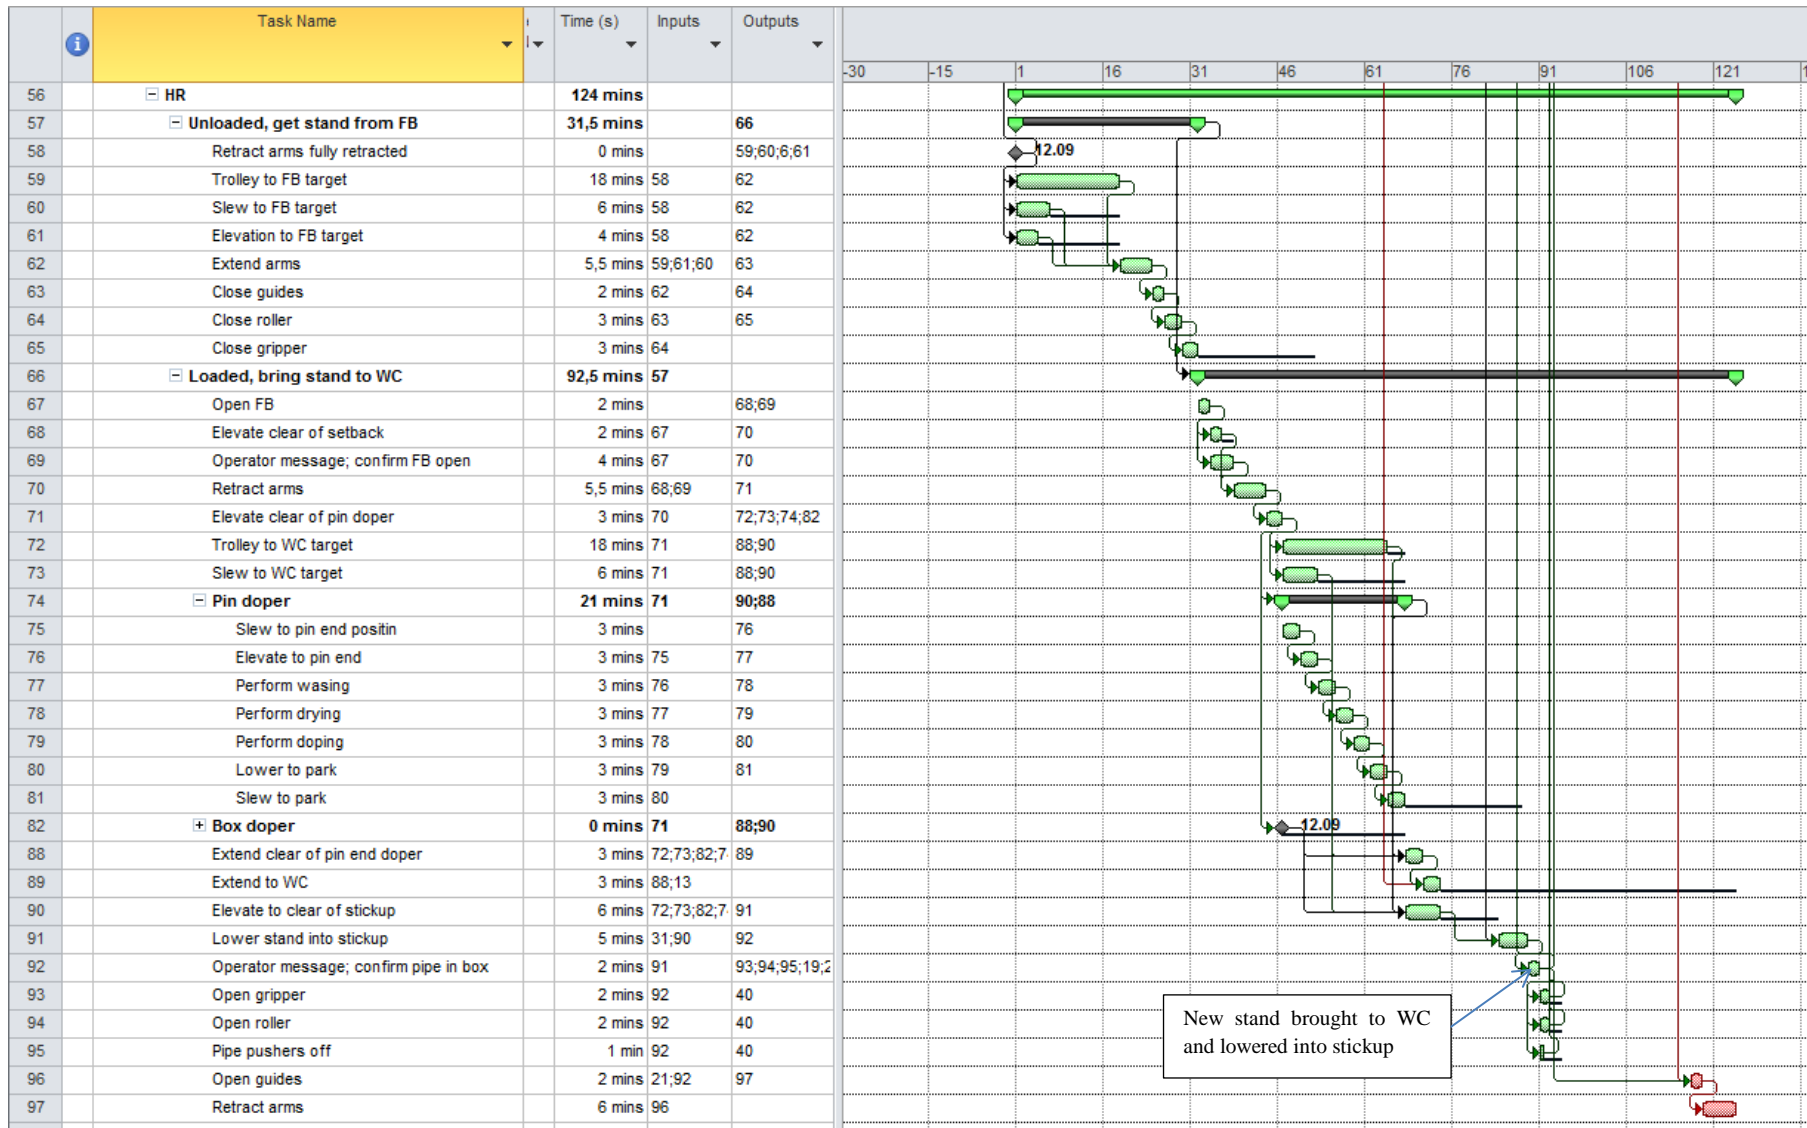 Task Name Time (s) Inputs Outputs
-30 -15 1 16 31 46 61 76 91 106 121
56 HR 124 mins
57 Unloaded, get stand from FB 31,5 mins 66
58 Retract arms fully retracted 0 mins 59;60;6;61 12.09
59 Trolley to FB target 18 mins 58 62
60 Slew to FB target 6 mins 58 62
61 Elevation to FB target 4 mins 58 62
62 Extend arms 5,5 mins 59;61;60 63
63 Close guides 2 mins 62 64
64 Close roller 3 mins 63 65
65 Close gripper 3 mins 64
66 Loaded, bring stand to WC 92,5 mins 57
67 Open FB 2 mins 68;69
68 Elevate clear of setback 2 mins 67 70
69 Operator message; confirm FB open 4 mins 67 70
70 Retract arms 5,5 mins 68;69 71
71 Elevate clear of pin doper 3 mins 70 72;73;74;82
72 Trolley to WC target 18 mins 71 88;90
73 Slew to WC target 6 mins 71 88;90
74 Pin doper 21 mins 71 90;88
75 Slew to pin end positin 3 mins 76
76 Elevate to pin end 3 mins 75 77
77 Perform wasing 3 mins 76 78
78 Perform drying 3 mins 77 79
79 Perform doping 3 mins 78 80
80 Lower to park 3 mins 79 81
81 Slew to park 3 mins 80
82 Box doper 0 mins 71 88;90 12.09
88 Extend clear of pin end doper 3 mins 72;73;82;7 89
89 Extend to WC 3 mins 88;13
90 Elevate to clear of stickup 6 mins 72;73;82;7 91
91 Lower stand into stickup 5 mins 31;90 92
92 Operator message; confirm pipe in box 2 mins 91 93;94;95;19;2
93 Open gripper 2 mins 92 40
94 Open roller 2 mins 92 40
95 Pipe pushers off 1 min 92 40
96 Open guides 2 mins 21;92 97
97 Retract arms 6 mins 96
New stand brought to WC
and lowered into stickup